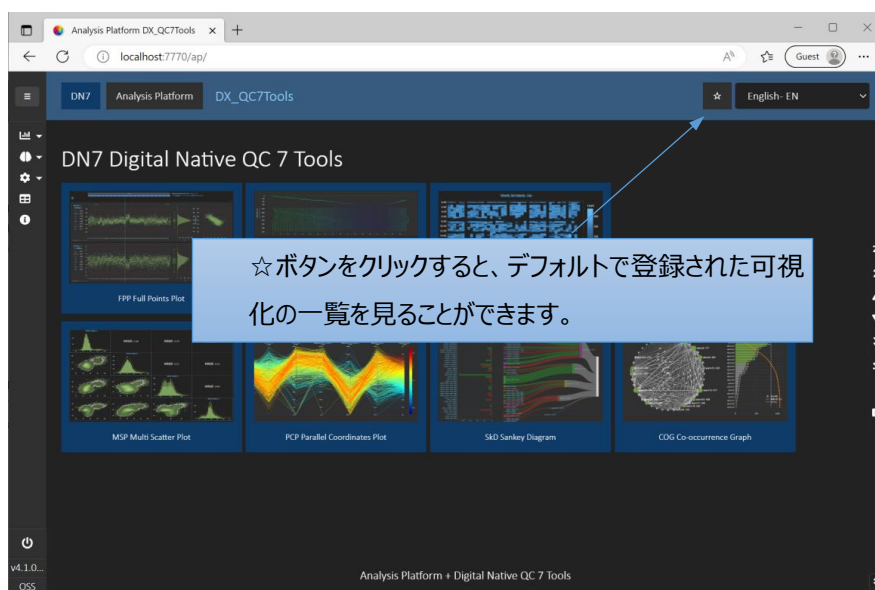 Analysis Platform DX_QC7Tools
localhost:7770/ap/
Guest
DN7 Analysis Platform DX_QC7Tools
English- EN
DN7 Digital Native QC 7 Tools
☆ボタンをクリックすると、デフォルトで登録された可視
化の一覧を見ることができます。
FPP Full Points Plot
MSP Multi Scatter Plot
PCP Parallel Coordinates Plot
SkD Sankey Diagram
COG Co-occurrence Graph
v4.1.0...
OSS
Analysis Platform + Digital Native QC 7 Tools